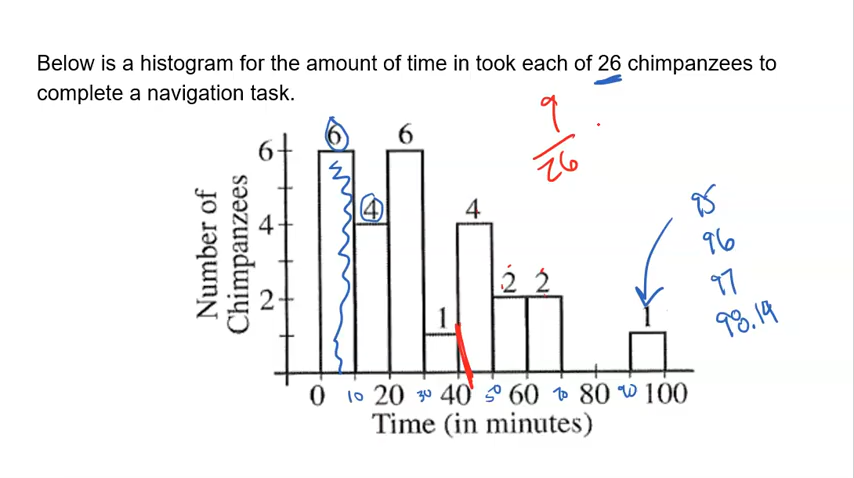 Below is a histogram for the amount of time in took each of 26 chimpanzees to
complete a navigation task.
9
26
6 6 6
4 4 4
2 2 2
1 1
Number of
Chimpanzees
95
96
97
98.19
0 10 20 30 40 50 60 70 80 90 100
Time (in minutes)